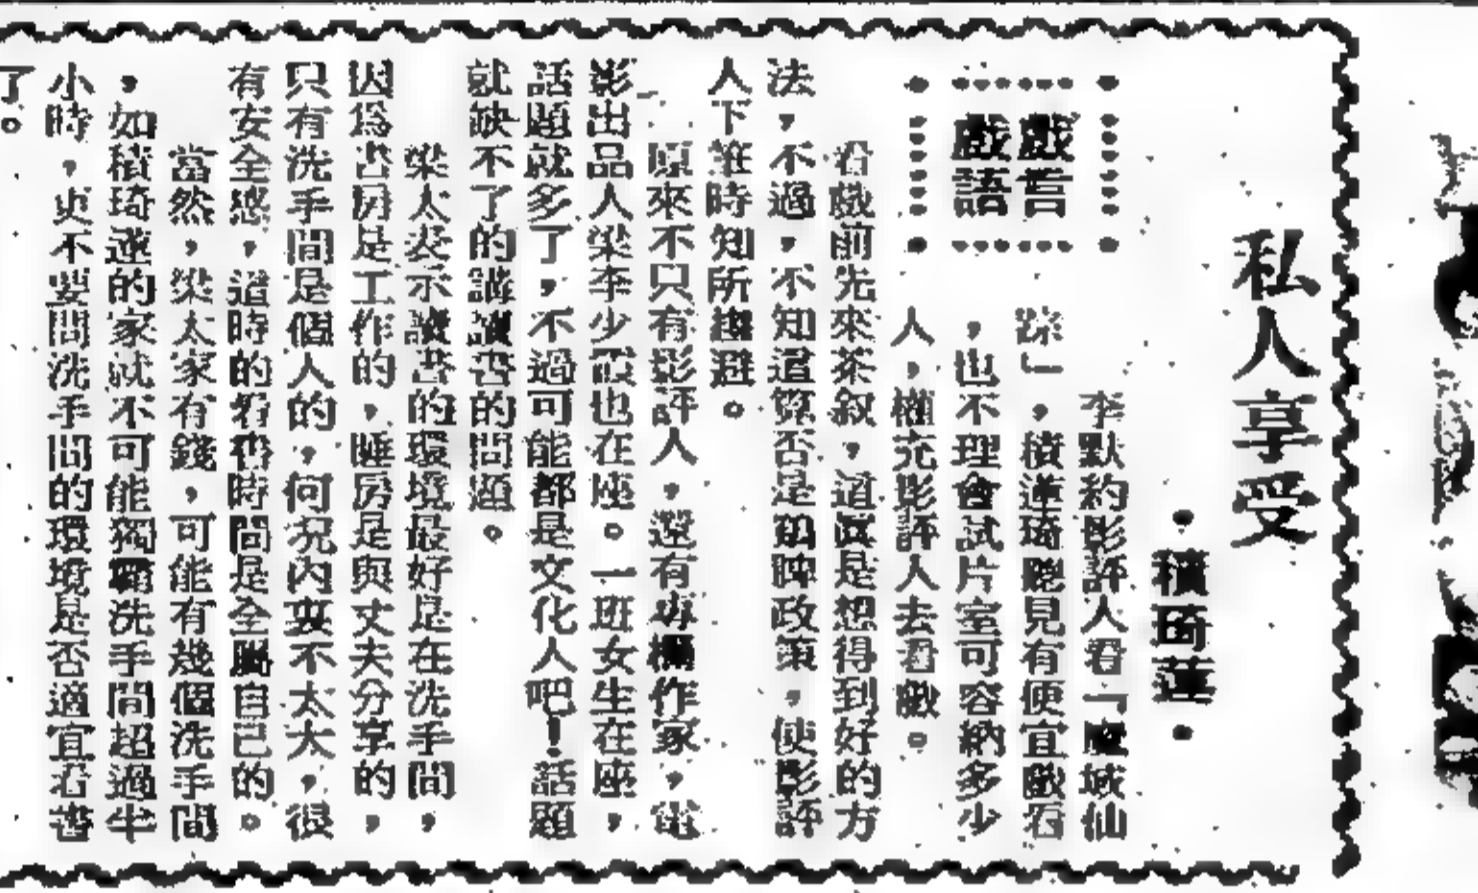 私人享受
・積琦蓮・
戲言
戲語
李默約影評人看「魔域仙
踪」，積蓮琦聽見有便宜戲看
，也不理會試片室可容納多少
人，權充影評人去看戲。
看戲前先來茶敍，這眞是想得到好的方
法，不過，不知道算否是鵝脾政策，使影評
人下筆時知所趨避。
原來不只有影評人，還有專欄作家，電
影出品人梁李少霞也在座。一班女生在座，
話題就多了，不過可能都是文化人吧！話題
就缺不了的講讀書的問題。
梁太表示讀書的環境最好是在洗手間，
因爲書房是工作的，睡房是與丈夫分享的，
只有洗手間是個人的，何況內裏不太大，很
有安全感，這時的看書時間是全屬自己的。
當然，梁太家有錢，可能有幾個洗手間
，如積琦蓮的家就不可能獨霸洗手間超過半
小時，更不要問洗手間的環境是否適宜看書
了。